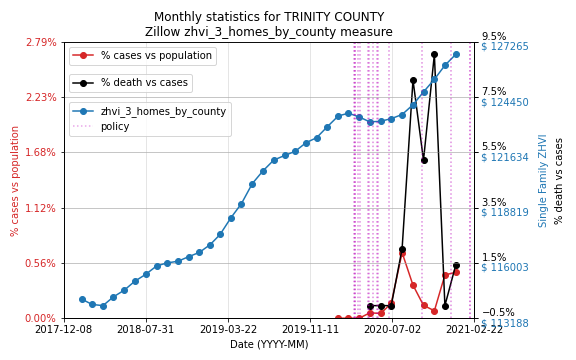 Monthly statistics for TRINITY COUNTY
Zillow zhvi_3_homes_by_county measure
% cases vs population
% death vs cases
zhvi_3_homes_by_county
policy
2.79%
2.23%
1.68%
1.12%
0.56%
0.00%
% cases vs population
9.5%
$ 127265
7.5%
$ 124450
5.5%
$ 121634
3.5%
$ 118819
1.5%
$ 116003
−0.5%
$ 113188
Single Family ZHVI
% death vs cases
2017-12-08
2018-07-31
2019-03-22
2019-11-11
2020-07-02
2021-02-22
Date (YYYY-MM)